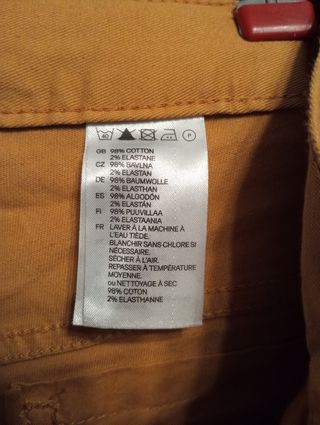 40 P
GB 98% COTTON
2% ELASTANE
CZ 98% BAVLNA
2% ELASTAN
DE 98% BAUMWOLLE
2% ELASTHAN
ES 98% ALGODÓN
2% ELASTÁN
FI 98% PUUVILLAA
2% ELASTAANIA
FR LAVER À LA MACHINE À
L'EAU TIÈDE.
BLANCHIR SANS CHLORE SI
NÉCESSAIRE.
SÉCHER À L'AIR.
REPASSER À TEMPÉRATURE
MOYENNE.
ou NETTOYAGE À SEC
98% COTON
2% ELASTHANNE